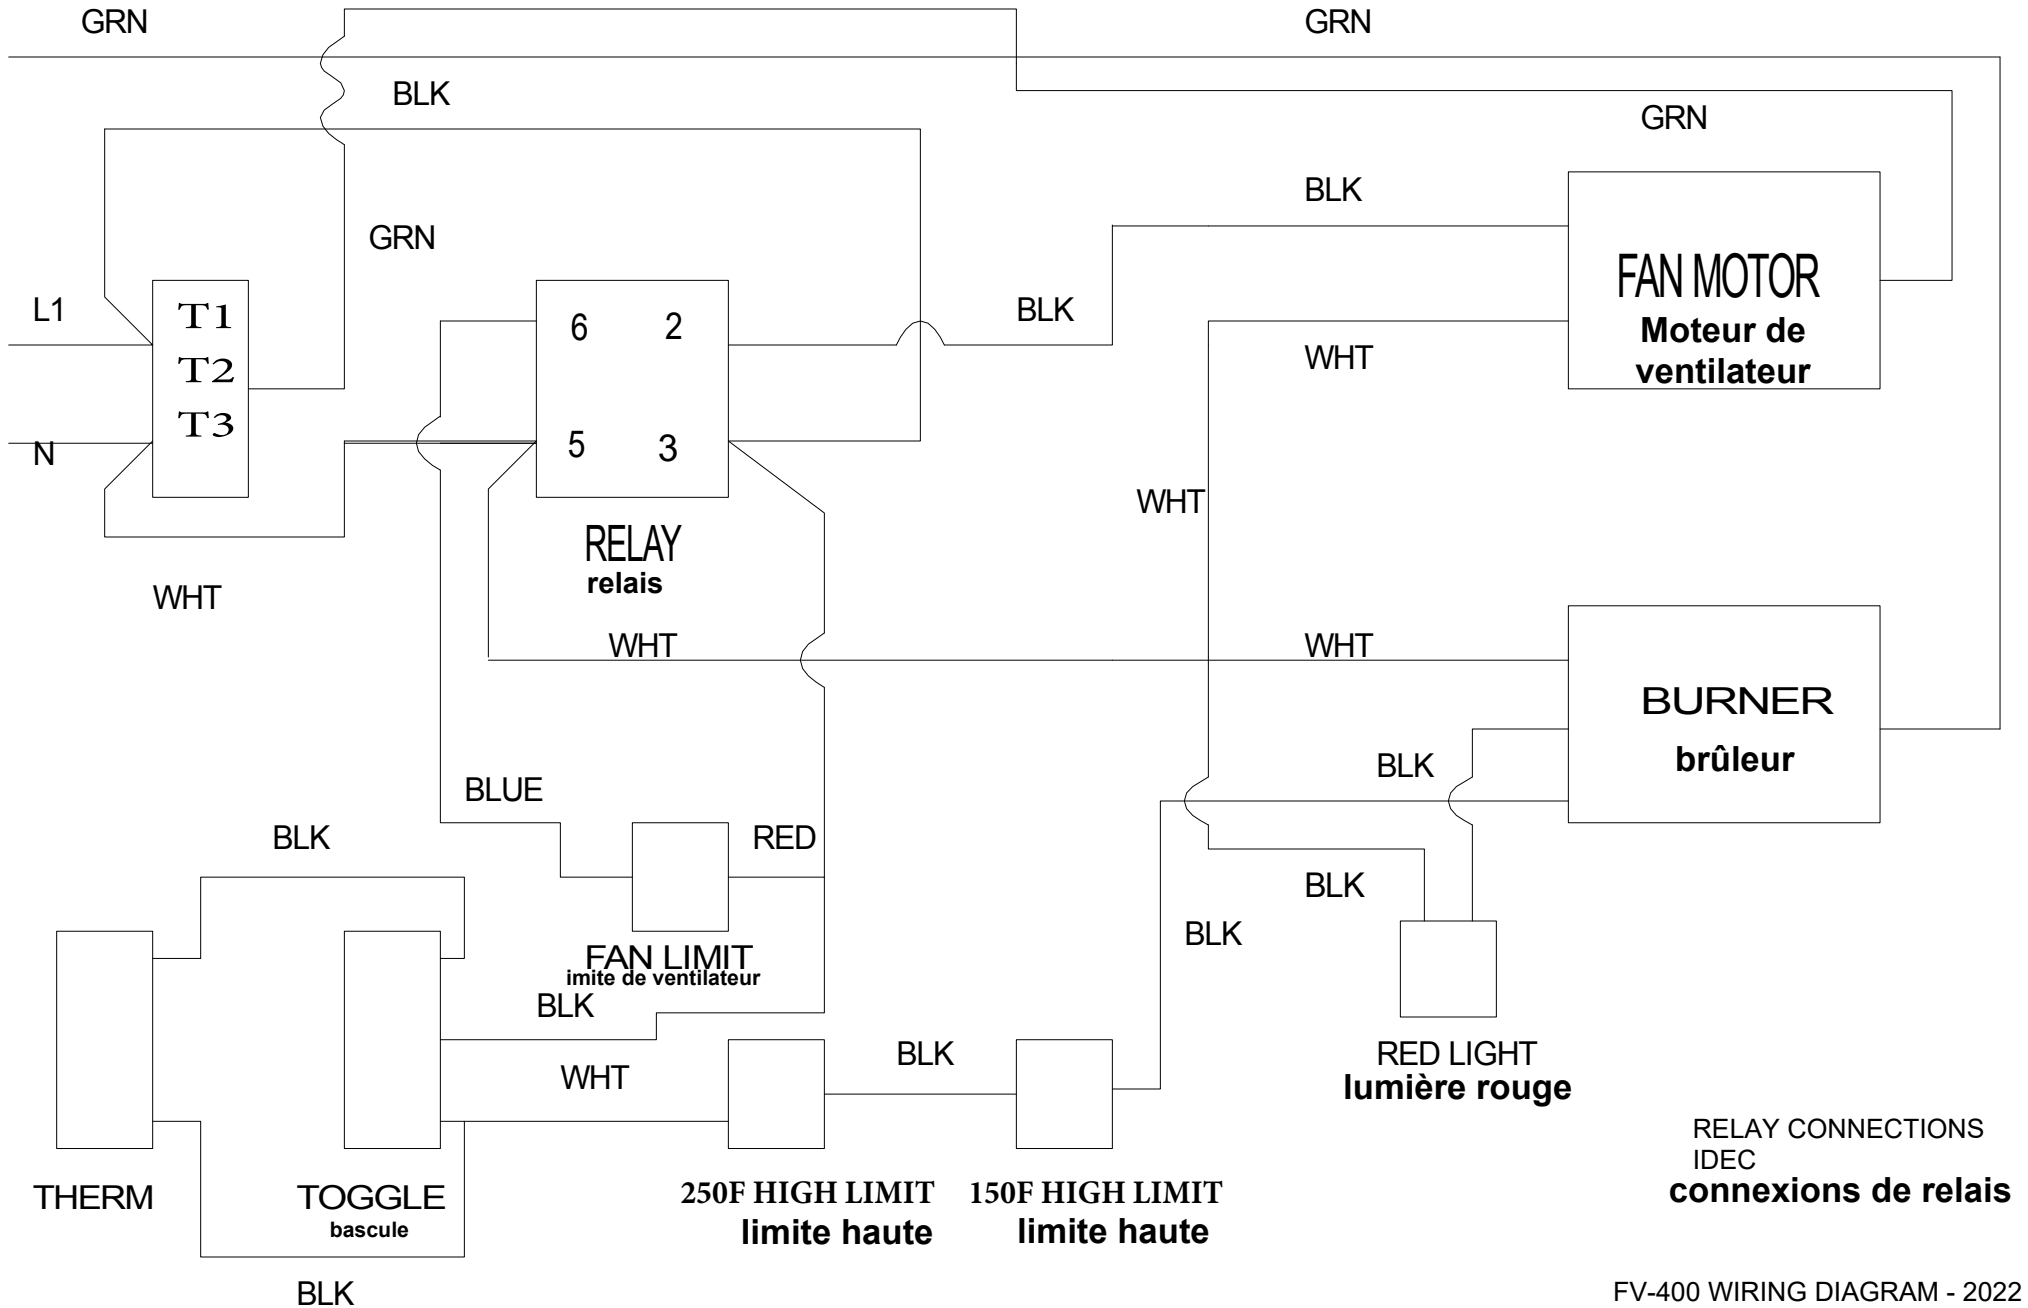 GRN
GRN
BLK
GRN
BLK
GRN
L1
T1
T2
T3
N
6
2
5
3
RELAY
relais
BLK
FAN MOTOR
Moteur de
ventilateur
WHT
WHT
WHT
WHT
WHT
BURNER
brûleur
BLK
BLUE
RED
BLK
BLK
BLK
FAN LIMIT
imite de ventilateur
BLK
WHT
BLK
RED LIGHT
lumière rouge
THERM
TOGGLE
bascule
250F HIGH LIMIT
limite haute
150F HIGH LIMIT
limite haute
BLK
RELAY CONNECTIONS
IDEC
connexions de relais
FV-400 WIRING DIAGRAM - 2022